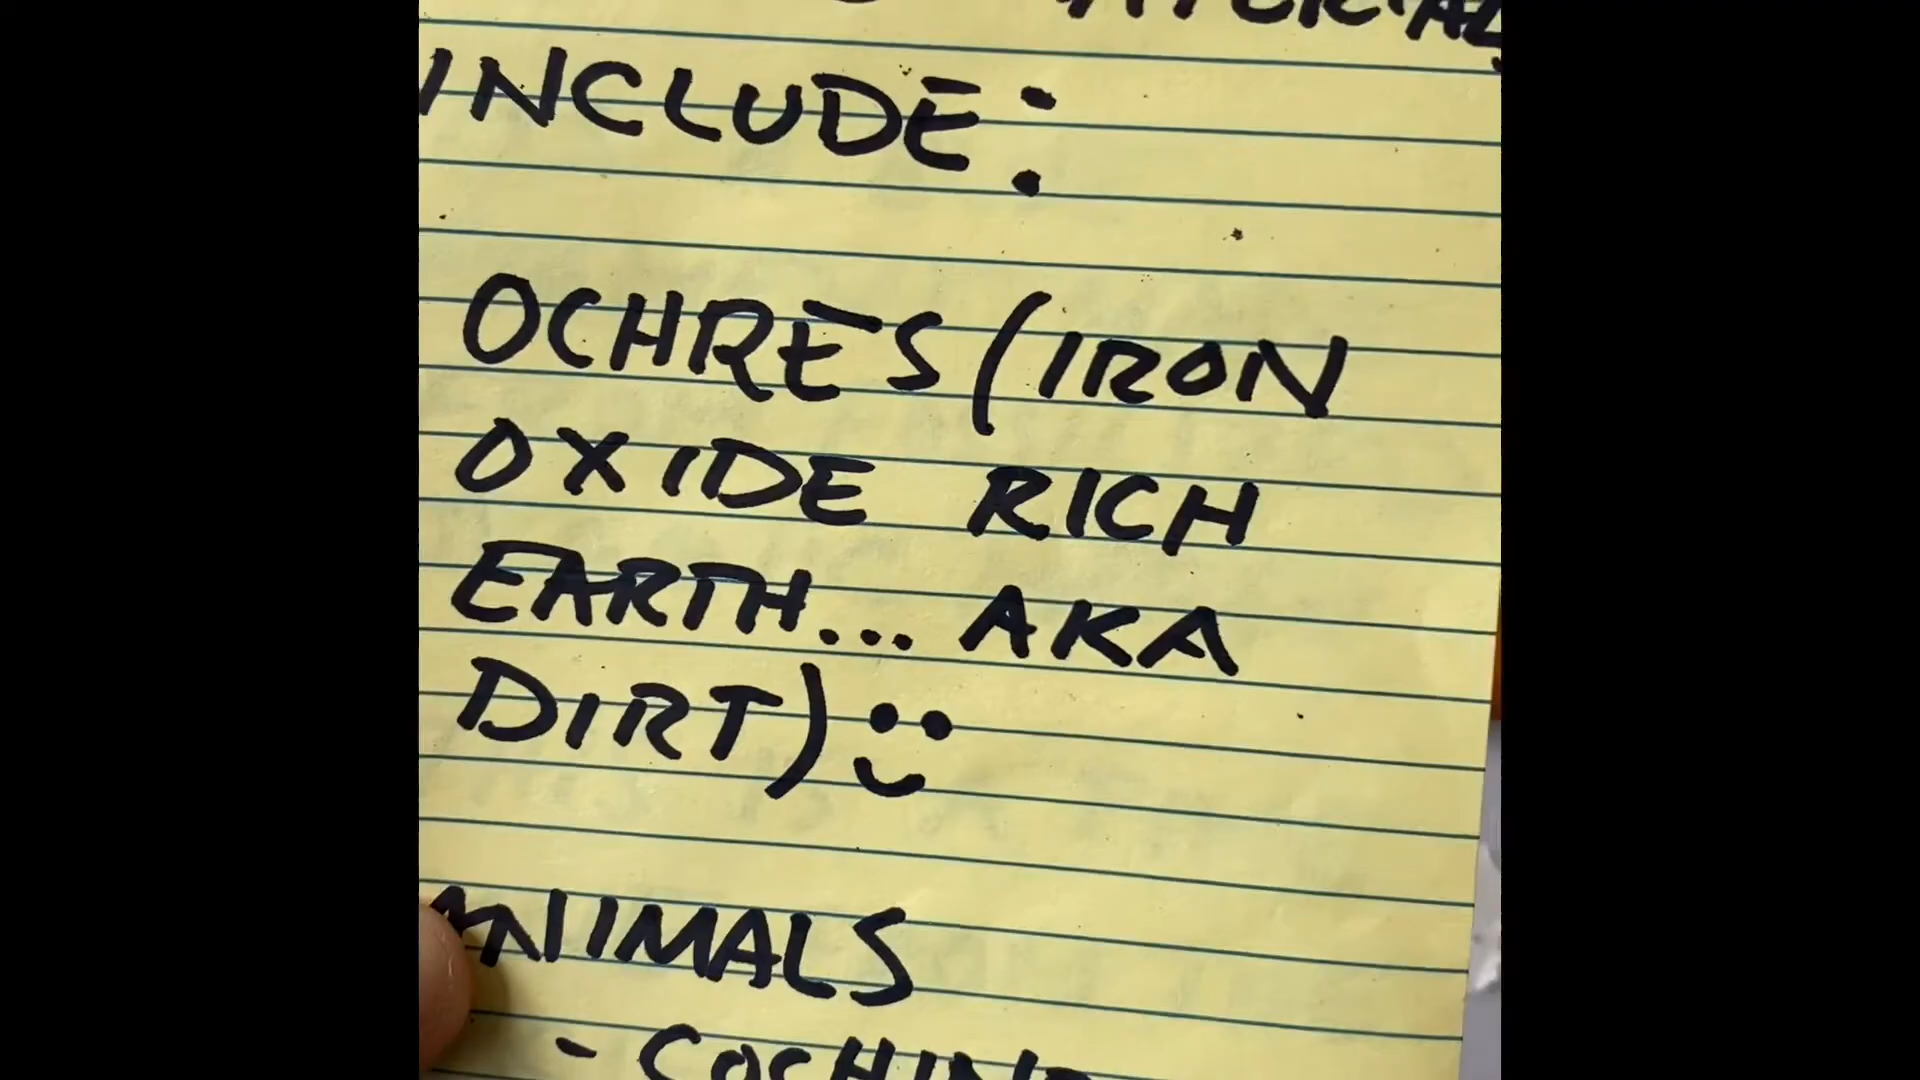 INCLUDE:
OCHRES (IRON
OXIDE RICH
EARTH... AKA
DIRT)
ANIMALS
-